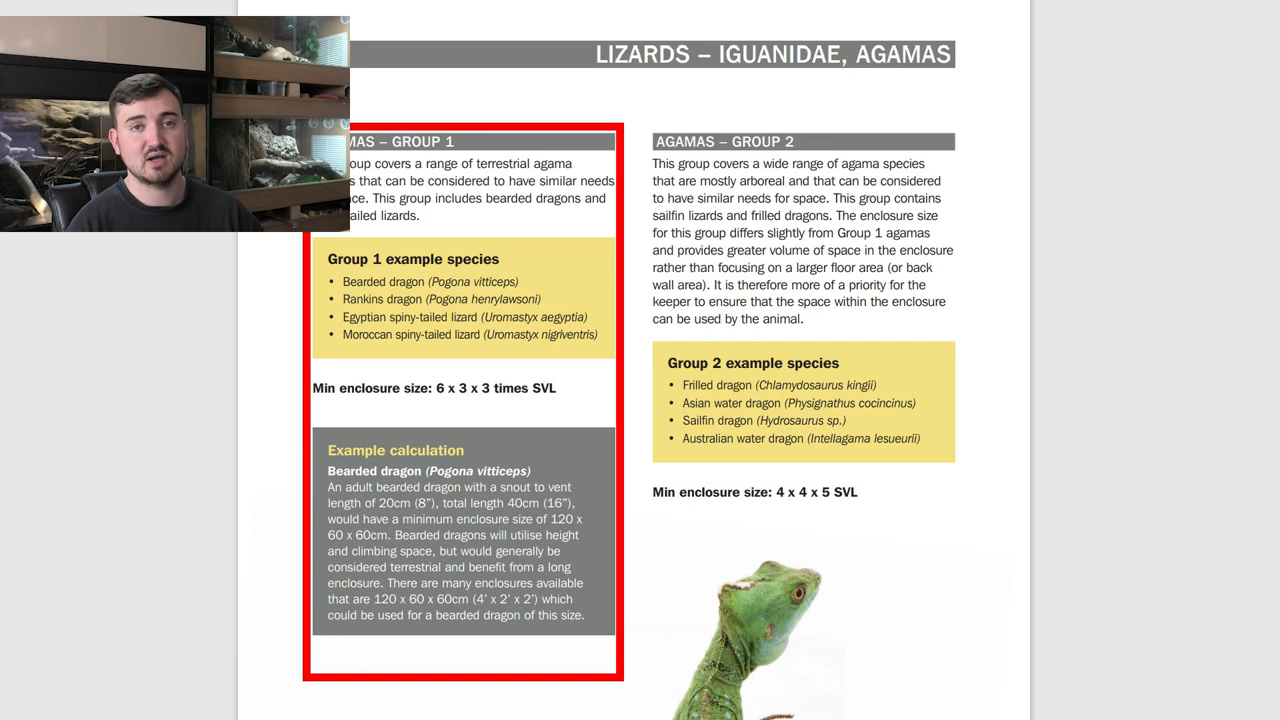 LIZARDS – IGUANIDAE, AGAMAS
MAS – GROUP 1
oup covers a range of terrestrial agama
s that can be considered to have similar needs
ce. This group includes bearded dragons and
ailed lizards.
Group 1 example species
• Bearded dragon (Pogona vitticeps)
• Rankins dragon (Pogona henrylawsoni)
• Egyptian spiny-tailed lizard (Uromastyx aegyptia)
• Moroccan spiny-tailed lizard (Uromastyx nigriventris)
Min enclosure size: 6 x 3 x 3 times SVL
Example calculation
Bearded dragon (Pogona vitticeps)
An adult bearded dragon with a snout to vent
length of 20cm (8”), total length 40cm (16”),
would have a minimum enclosure size of 120 x
60 x 60cm. Bearded dragons will utilise height
and climbing space, but would generally be
considered terrestrial and benefit from a long
enclosure. There are many enclosures available
that are 120 x 60 x 60cm (4’ x 2’ x 2’) which
could be used for a bearded dragon of this size.
AGAMAS – GROUP 2
This group covers a wide range of agama species
that are mostly arboreal and that can be considered
to have similar needs for space. This group contains
sailfin lizards and frilled dragons. The enclosure size
for this group differs slightly from Group 1 agamas
and provides greater volume of space in the enclosure
rather than focusing on a larger floor area (or back
wall area). It is therefore more of a priority for the
keeper to ensure that the space within the enclosure
can be used by the animal.
Group 2 example species
• Frilled dragon (Chlamydosaurus kingii)
• Asian water dragon (Physignathus cocincinus)
• Sailfin dragon (Hydrosaurus sp.)
• Australian water dragon (Intellagama lesueurii)
Min enclosure size: 4 x 4 x 5 SVL